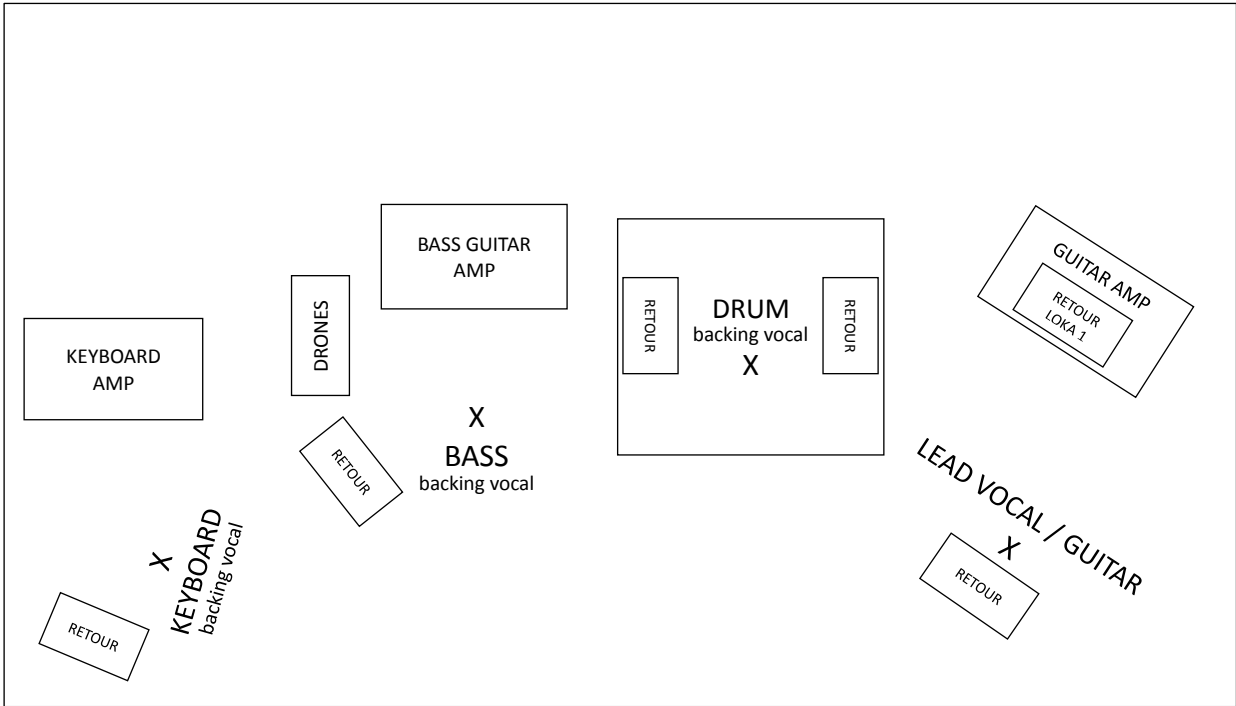 BASS GUITAR
AMP
GUITAR AMP
RETOUR
LOKA 1
DRONES
RETOUR
DRUM
backing vocal
X
RETOUR
KEYBOARD
AMP
X
BASS
backing vocal
RETOUR
LEAD VOCAL / GUITAR
X
RETOUR
X
KEYBOARD
backing vocal
RETOUR